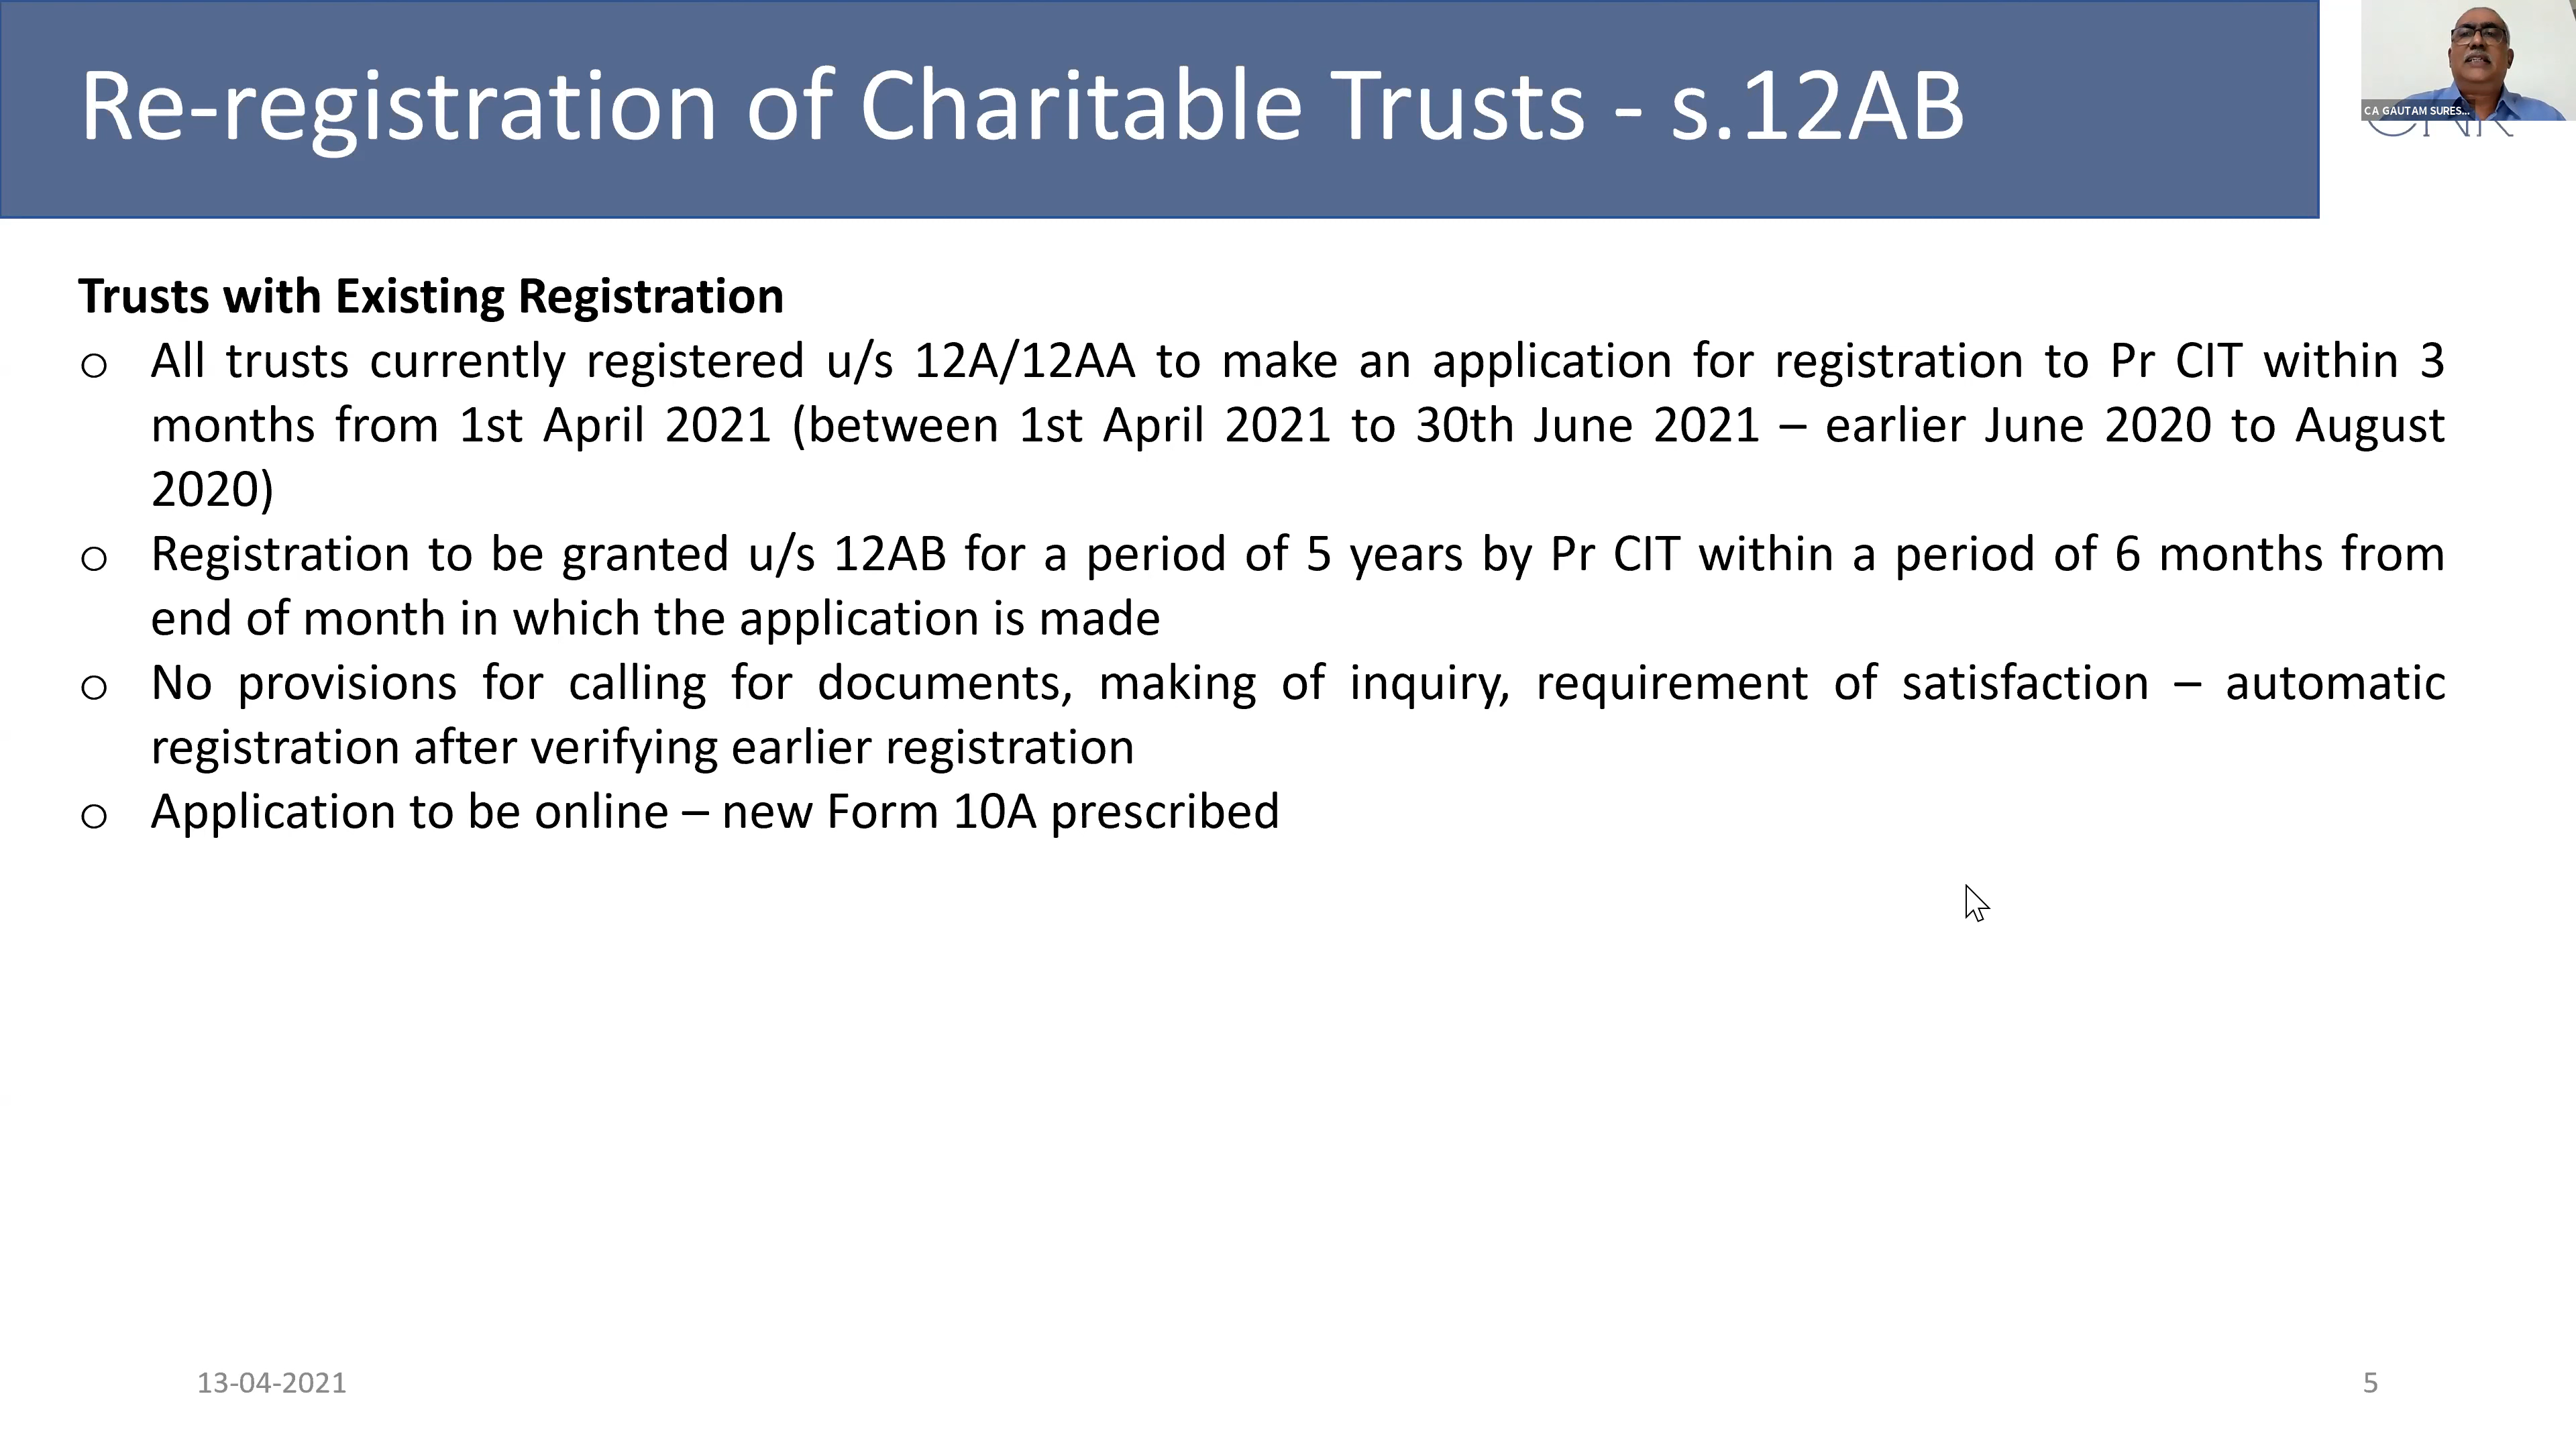 Re-registration of Charitable Trusts - s.12AB
CA GAUTAM SURES...
Trusts with Existing Registration
o All trusts currently registered u/s 12A/12AA to make an application for registration to Pr CIT within 3
months from 1st April 2021 (between 1st April 2021 to 30th June 2021 – earlier June 2020 to August
2020)
o Registration to be granted u/s 12AB for a period of 5 years by Pr CIT within a period of 6 months from
end of month in which the application is made
o No provisions for calling for documents, making of inquiry, requirement of satisfaction – automatic
registration after verifying earlier registration
o Application to be online – new Form 10A prescribed
13-04-2021
5